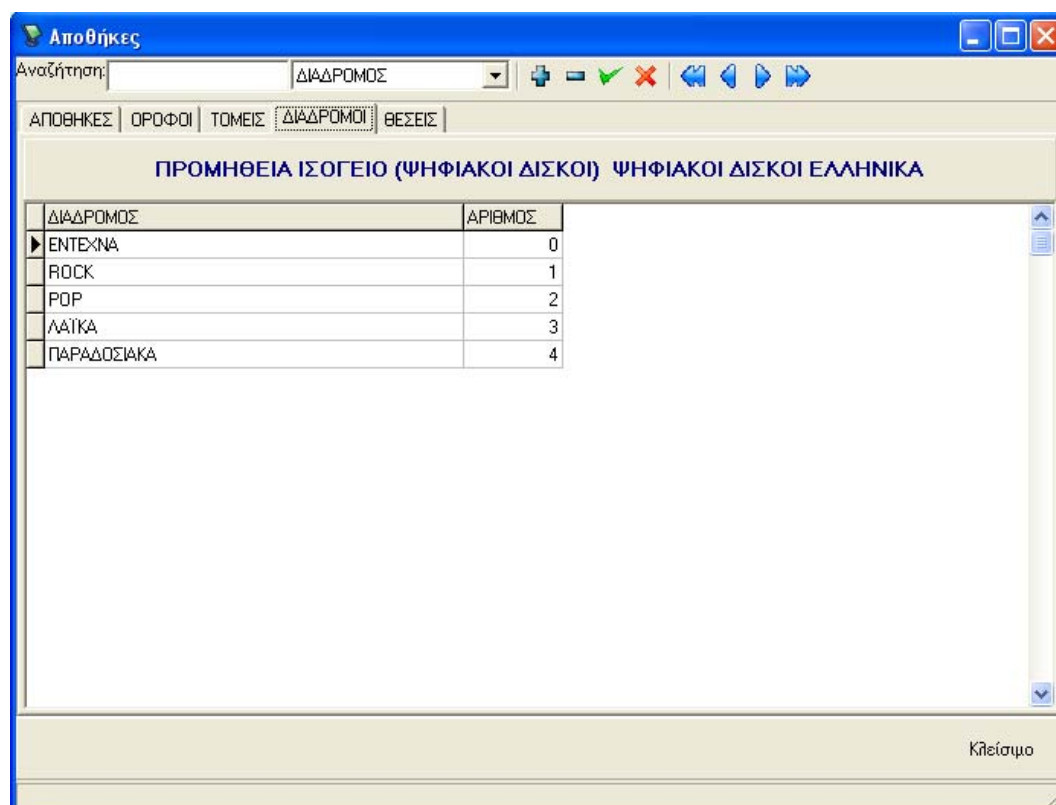 Αποθήκες
Αναζήτηση: ΔΙΑΔΡΟΜΟΣ
ΑΠΟΘΗΚΕΣ ΟΡΟΦΟΙ ΤΟΜΕΙΣ ΔΙΑΔΡΟΜΟΙ ΘΕΣΕΙΣ
ΠΡΟΜΗΘΕΙΑ ΙΣΟΓΕΙΟ (ΨΗΦΙΑΚΟΙ ΔΙΣΚΟΙ) ΨΗΦΙΑΚΟΙ ΔΙΣΚΟΙ ΕΛΛΗΝΙΚΑ
ΔΙΑΔΡΟΜΟΣ ΑΡΙΘΜΟΣ
ΕΝΤΕΧΝΑ 0
ROCK 1
POP 2
ΛΑΪΚΑ 3
ΠΑΡΑΔΟΣΙΑΚΑ 4
Κλείσιμο